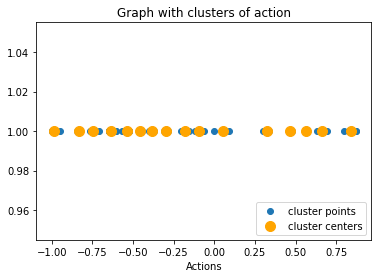 Graph with clusters of action
1.04
1.02
1.00
0.98
0.96
−1.00 −0.75 −0.50 −0.25 0.00 0.25 0.50 0.75
Actions
cluster points
cluster centers